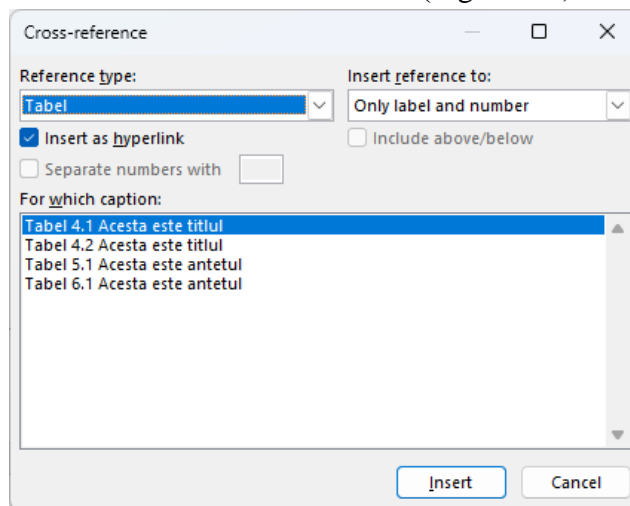 Cross-reference
Reference type:
Insert reference to:
Tabel
Only label and number
Insert as hyperlink
Include above/below
Separate numbers with
For which caption:
Tabel 4.1 Acesta este titlul
Tabel 4.2 Acesta este titlul
Tabel 5.1 Acesta este antetul
Tabel 6.1 Acesta este antetul
Insert
Cancel